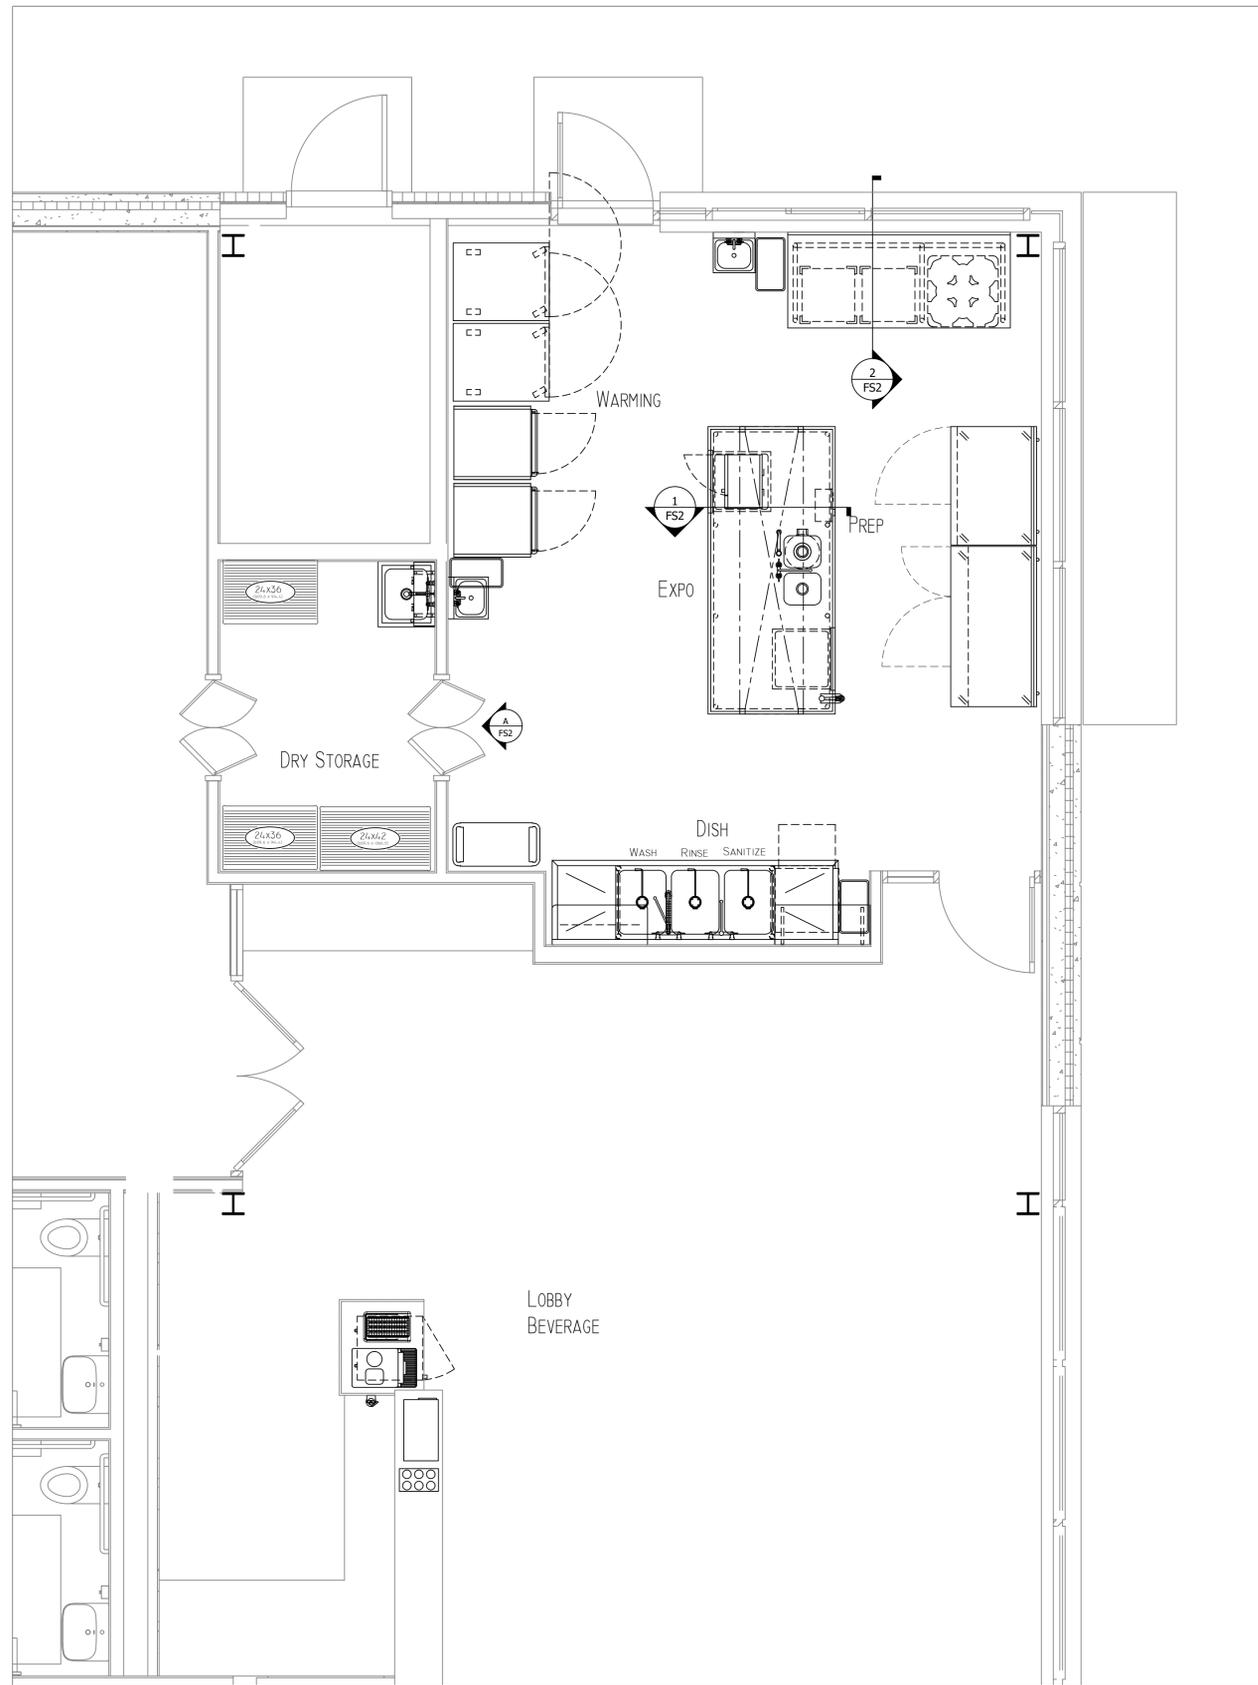 2
FS2
WARMING
1
FS2
PREP
EXPO
24x36
A
FS2
DRY STORAGE
24x36
24x42
DISH
WASH RINSE SANITIZE
LOBBY
BEVERAGE